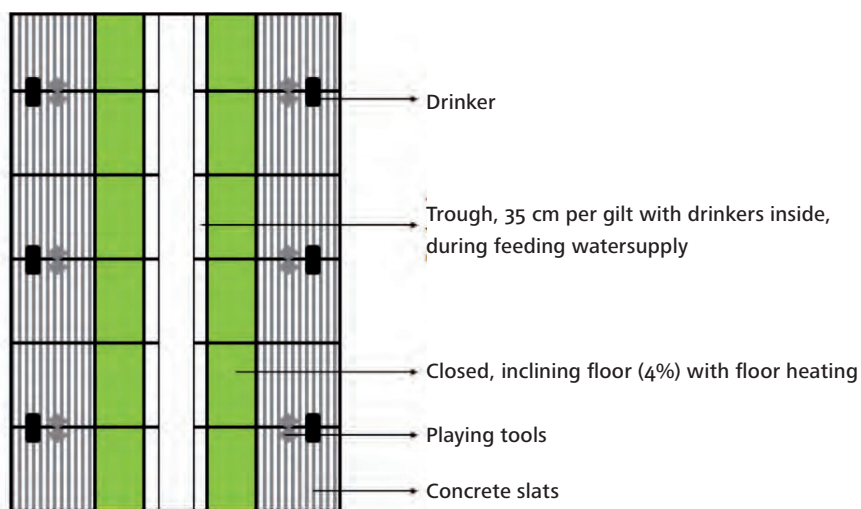 Drinker
Trough, 35 cm per gilt with drinkers inside,
during feeding watersupply
Closed, inclining floor (4%) with floor heating
Playing tools
Concrete slats